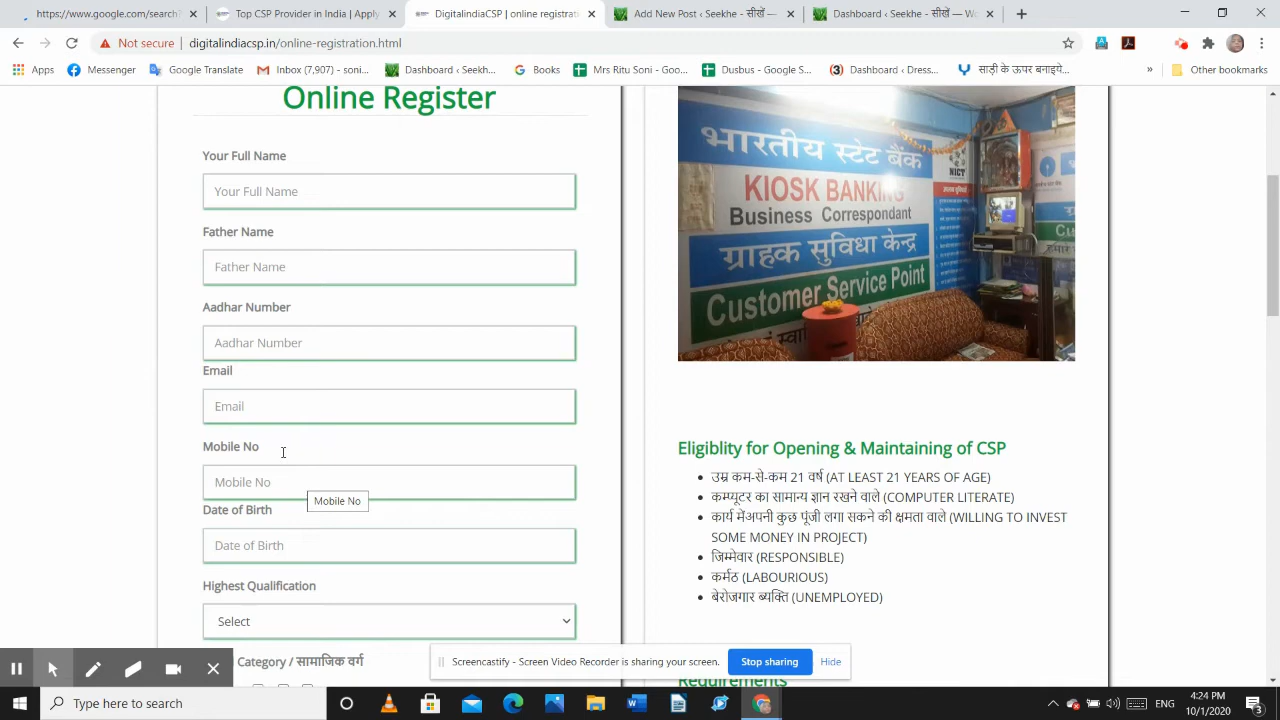 https://www.google.com/search?
Top CSP Provider in India | Apply
DigitalindiaCSP | online registrati
Add New Post ‹ Seekhe - सीखें — W
Dashboard ‹ Seekhe - सीखें — Wo
Not secure | digitalindiacsp.in/online-registration.html
Apps
Messenger
Google Translate
Inbox (7,907) - soni...
Dashboard ‹ Seek...
Books
Mrs Ritu Soni - Go...
Dusbus - Google S...
Dashboard ‹ Dress...
साड़ी के ऊपर बनाइये...
»
Other bookmarks
Online Register
Your Full Name
Your Full Name
Father Name
Father Name
Aadhar Number
Aadhar Number
Email
Email
Mobile No
Mobile No
Mobile No
Date of Birth
Date of Birth
Highest Qualification
Select
Category / सामाजिक वर्ग
भारतीय स्टेट बैंक
KIOSK BANKING
Business Correspondant
ग्राहक सुविधा केन्द्र
Customer Service Point
NICT
Eligiblity for Opening & Maintaining of CSP
उम्र कम-से-कम 21 वर्ष (AT LEAST 21 YEARS OF AGE)
कम्प्यूटर का सामान्य ज्ञान रखने वाले (COMPUTER LITERATE)
कार्य मेंअपनी कुछ पूंजी लगा सकने की क्षमता वाले (WILLING TO INVEST
SOME MONEY IN PROJECT)
जिम्मेवार (RESPONSIBLE)
कर्मठ (LABOURIOUS)
बेरोजगार ब्यक्ति (UNEMPLOYED)
Requirements
Screencastify - Screen Video Recorder is sharing your screen.
Stop sharing
Hide
Type here to search
ENG
4:24 PM
10/1/2020
3